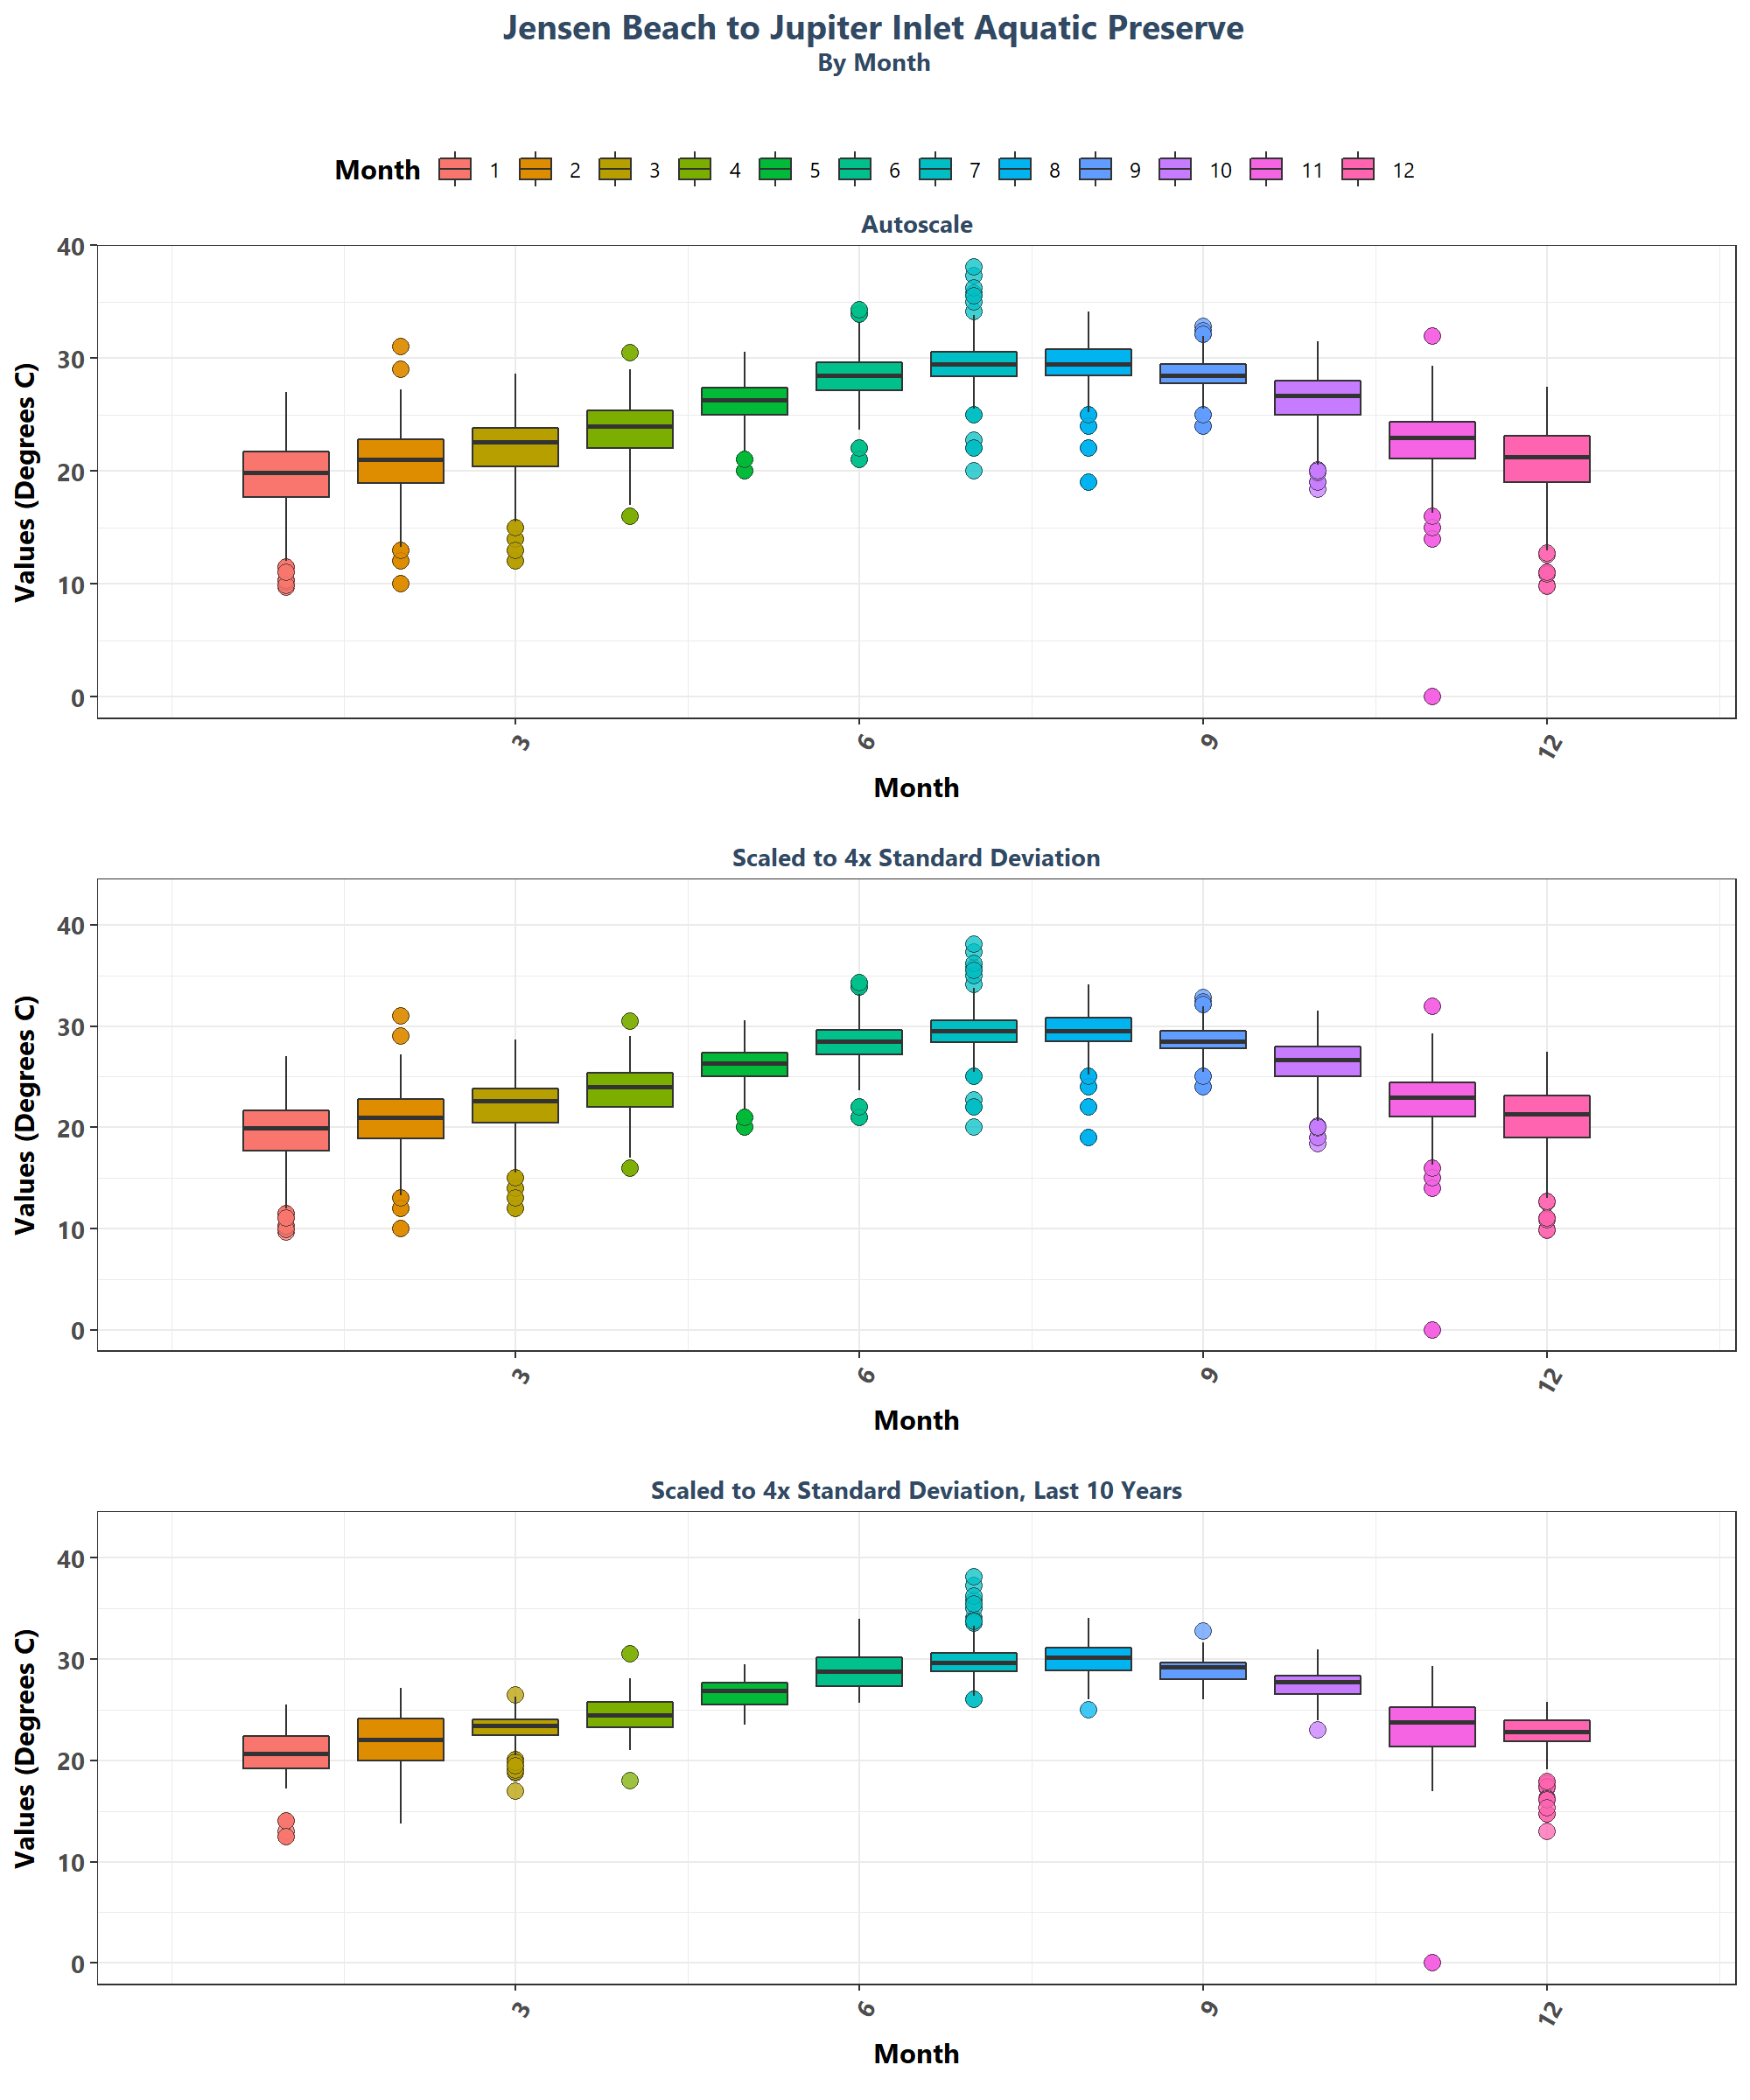 Jensen Beach to Jupiter Inlet Aquatic Preserve
By Month
Month 1 2 3 4 5 6 7 8 9 10 11 12
Autoscale
Values (Degrees C)
40
30
20
10
0
3 6 9 12
Month
Scaled to 4x Standard Deviation
Values (Degrees C)
40
30
20
10
0
3 6 9 12
Month
Scaled to 4x Standard Deviation, Last 10 Years
Values (Degrees C)
40
30
20
10
0
3 6 9 12
Month